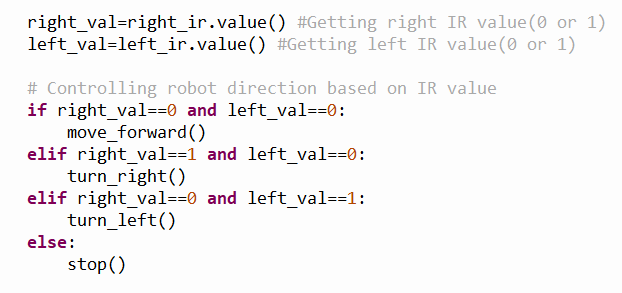 right_val=right_ir.value() #Getting right IR value(0 or 1)
left_val=left_ir.value() #Getting left IR value(0 or 1)
# Controlling robot direction based on IR value
if right_val==0 and left_val==0:
    move_forward()
elif right_val==1 and left_val==0:
    turn_right()
elif right_val==0 and left_val==1:
    turn_left()
else:
    stop()